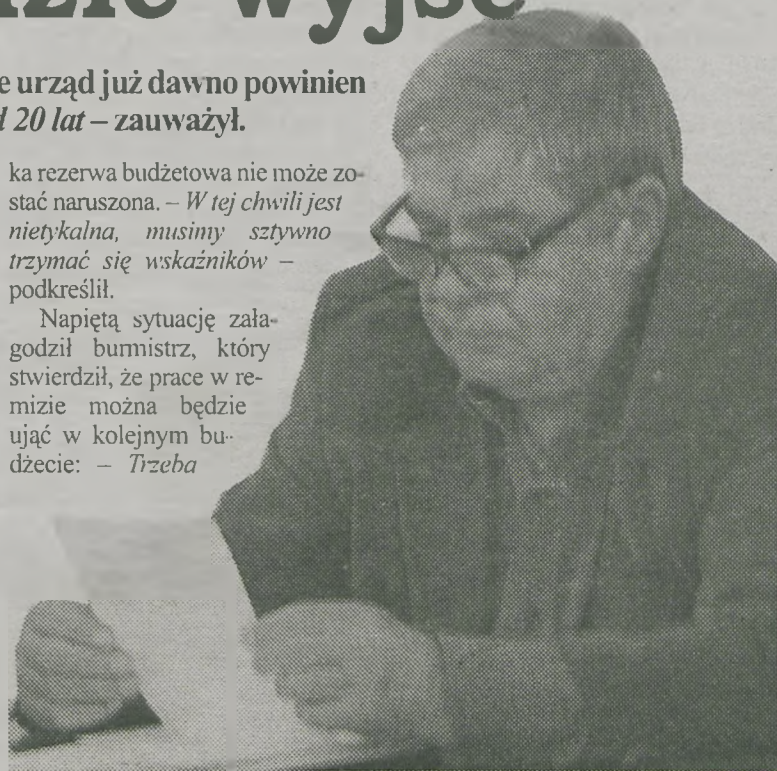 wyjść
e urząd już dawno powinien
d 20 lat – zauważył.
ka rezerwa budżetowa nie może zo-
stać naruszona. – W tej chwili jest
nietykalna, musimy sztywno
trzymać się wskaźników –
podkreślił.
Napiętą sytuację zała-
godził burmistrz, który
stwierdził, że prace w re-
mizie można będzie
ująć w kolejnym bu-
dżecie: – Trzeba